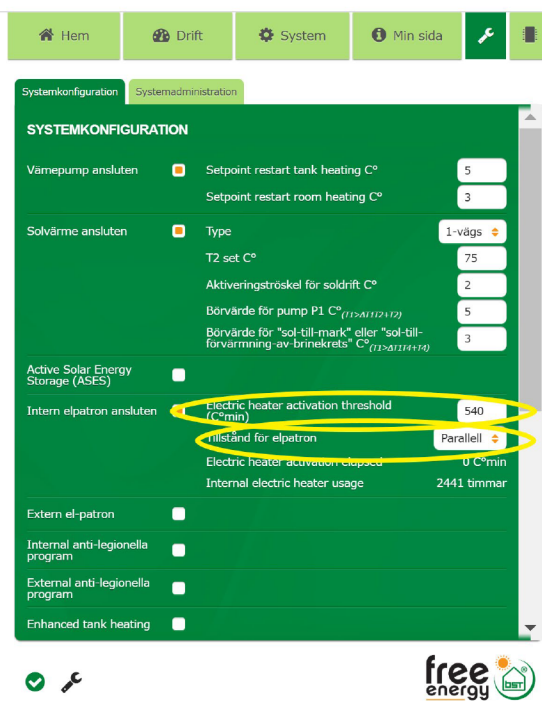 Hem
Drift
System
Min sida
Systemkonfiguration
Systemadministration
SYSTEMKONFIGURATION
Vämepump ansluten
Setpoint restart tank heating C°
5
Setpoint restart room heating C°
3
Solvärme ansluten
Type
1-vägs
T2 set C°
75
Aktiveringströskel för soldrift C°
2
Börvärde för pump P1 C°(T1>ΔT1T2+T2)
5
Börvärde för "sol-till-mark" eller "sol-till-
förvärmning-av-brinekrets" C°(T1>ΔT1T4+T4)
3
Active Solar Energy
Storage (ASES)
Intern elpatron ansluten
Electric heater activation threshold
(C°min)
540
Tillstånd för elpatron
Parallell
Electric heater activation elapsed
0 C°min
Internal electric heater usage
2441 timmar
Extern el-patron
Internal anti-legionella
program
External anti-legionella
program
Enhanced tank heating
free
energy
BST